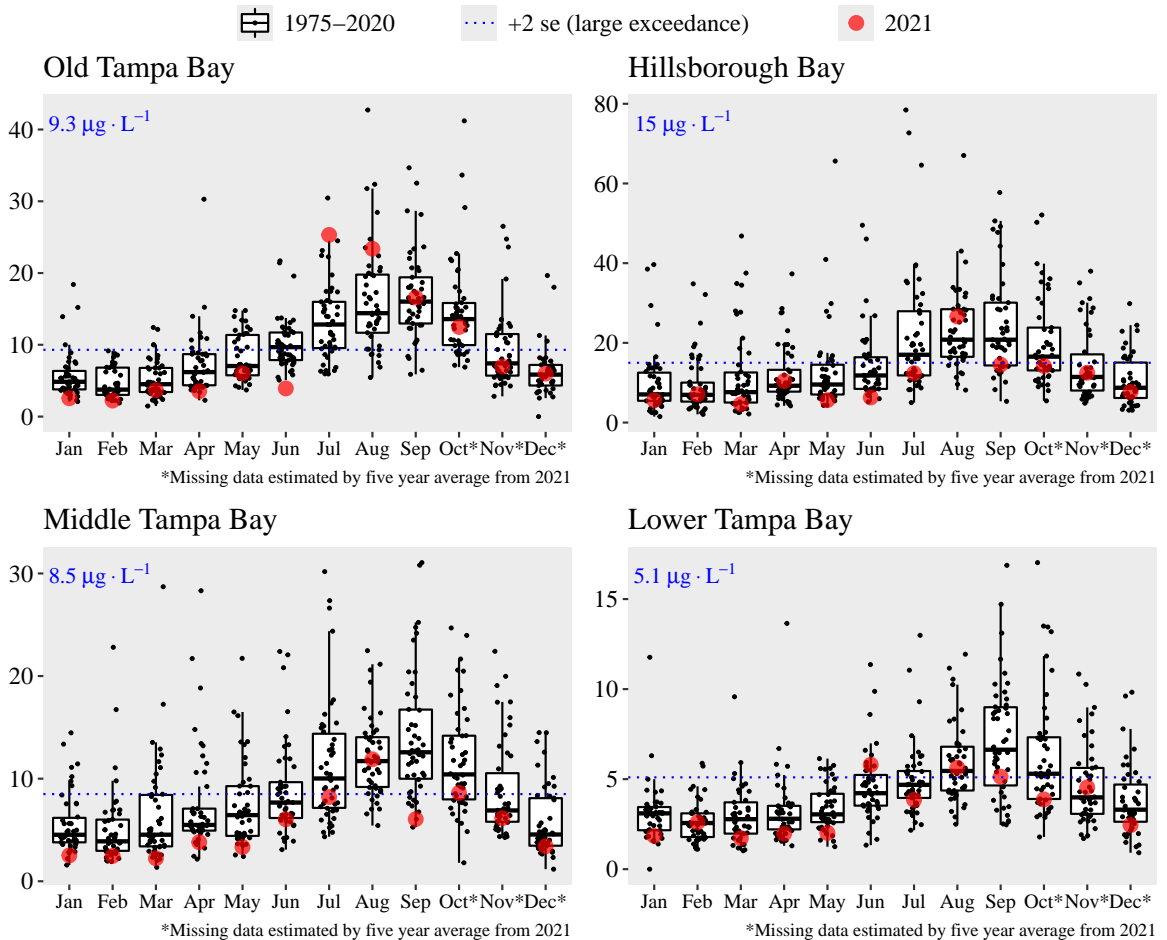 1975–2020 +2 se (large exceedance) 2021
Old Tampa Bay
9.3 μg · L⁻¹
40
30
20
10
0
Jan Feb Mar Apr May Jun Jul Aug Sep Oct* Nov* Dec*
*Missing data estimated by five year average from 2021
Hillsborough Bay
15 μg · L⁻¹
80
60
40
20
0
Jan Feb Mar Apr May Jun Jul Aug Sep Oct* Nov* Dec*
*Missing data estimated by five year average from 2021
Middle Tampa Bay
8.5 μg · L⁻¹
30
20
10
0
Jan Feb Mar Apr May Jun Jul Aug Sep Oct* Nov* Dec*
*Missing data estimated by five year average from 2021
Lower Tampa Bay
5.1 μg · L⁻¹
15
10
5
0
Jan Feb Mar Apr May Jun Jul Aug Sep Oct* Nov* Dec*
*Missing data estimated by five year average from 2021